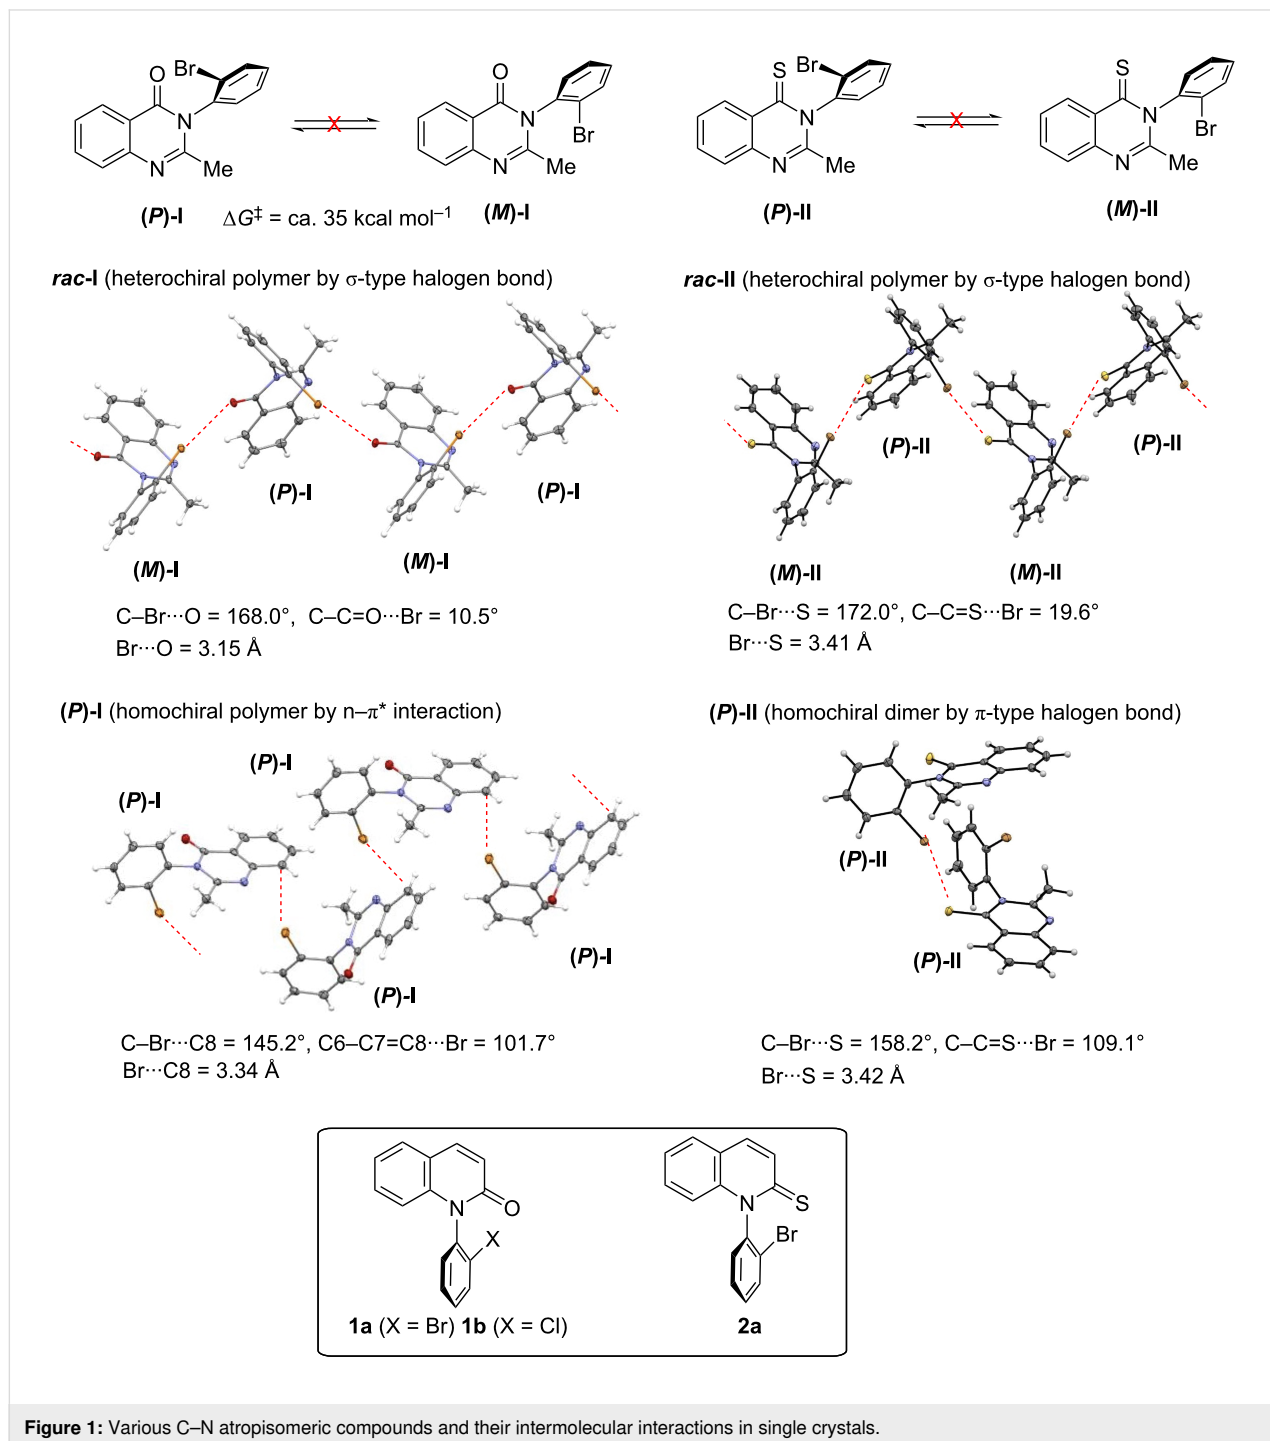 O Br N N Me
O N N Br Me
S Br N N Me
S N N Br Me
X
X
(P)-I
ΔG‡ = ca. 35 kcal mol–1
(M)-I
(P)-II
(M)-II
rac-I (heterochiral polymer by σ-type halogen bond)
(P)-I
(P)-I
(M)-I
(M)-I
C–Br···O = 168.0°, C–C=O···Br = 10.5°
Br···O = 3.15 Å
rac-II (heterochiral polymer by σ-type halogen bond)
(P)-II
(P)-II
(M)-II
(M)-II
C–Br···S = 172.0°, C–C=S···Br = 19.6°
Br···S = 3.41 Å
(P)-I (homochiral polymer by n–π* interaction)
(P)-I
(P)-I
(P)-I
(P)-I
C–Br···C8 = 145.2°, C6–C7=C8···Br = 101.7°
Br···C8 = 3.34 Å
(P)-II (homochiral dimer by π-type halogen bond)
(P)-II
(P)-II
C–Br···S = 158.2°, C–C=S···Br = 109.1°
Br···S = 3.42 Å
N O
X
1a (X = Br) 1b (X = Cl)
N S
Br
2a
Figure 1: Various C–N atropisomeric compounds and their intermolecular interactions in single crystals.